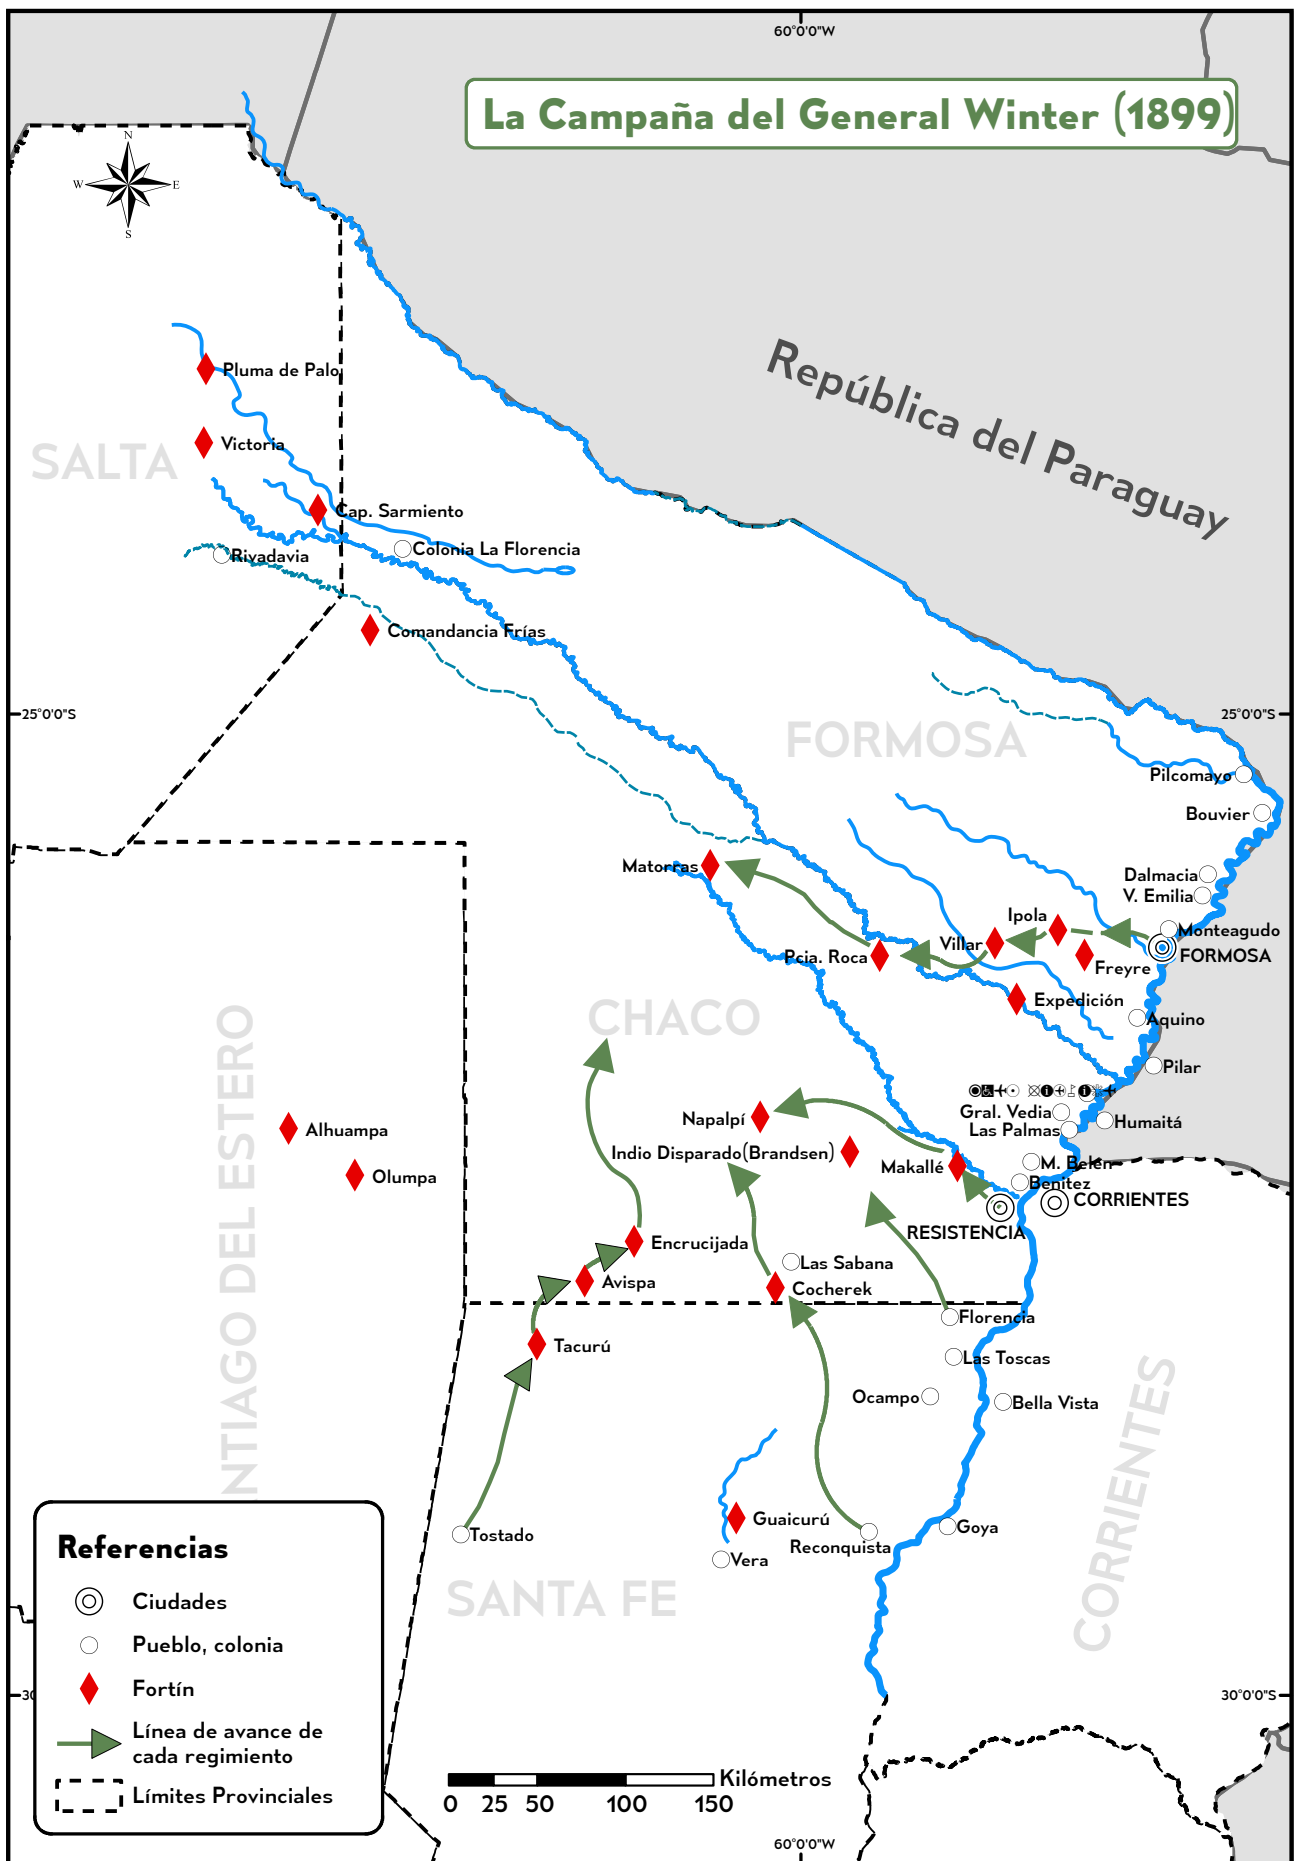 60°0'0"W
La Campaña del General Winter (1899)
N
W
E
S
República del Paraguay
Pluma de Palo
Victoria
SALTA
Cap. Sarmiento
Colonia La Florencia
Rivadavia
Comandancia Frías
25°0'0"S
25°0'0"S
FORMOSA
Pilcomayo
Bouvier
Matorras
Dalmacia
V. Emilia
Ipola
Monteagudo
Villar
FORMOSA
Pcia. Roca
Freyre
Expedición
CHACO
Aquino
Pilar
Gral. Vedia
Napalpí
Humaitá
Las Palmas
Alhuampa
Indio Disparado(Brandsen)
M. Belén
Makallé
Olumpa
Benitez
CORRIENTES
RESISTENCIA
Encrucijada
Las Sabana
Avispa
Cocherek
Florencia
Tacurú
Las Toscas
Ocampo
Bella Vista
NTIAGO DEL ESTERO
CORRIENTES
Guaicurú
Goya
Tostado
Reconquista
Vera
SANTA FE
Referencias
Ciudades
Pueblo, colonia
Fortín
Línea de avance de
cada regimiento
Límites Provinciales
30
30°0'0"S
Kilómetros
0 25 50 100 150
60°0'0"W